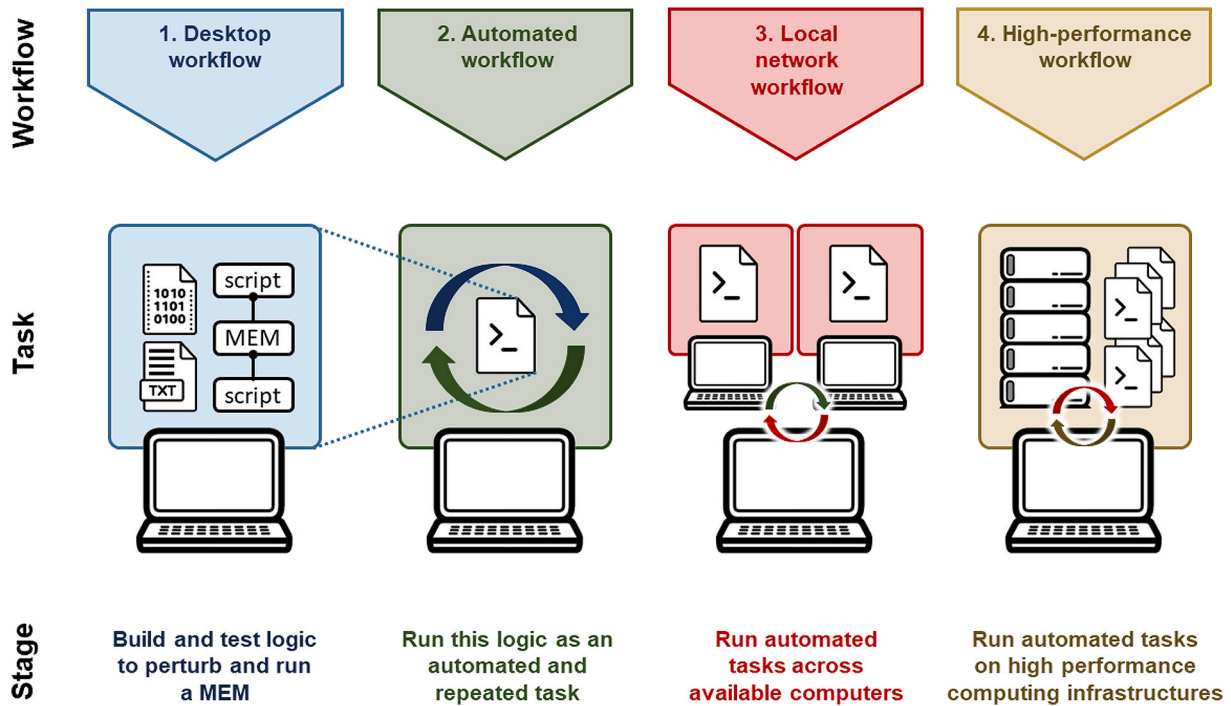 Workflow
1. Desktop
workflow
2. Automated
workflow
3. Local
network
workflow
4. High-performance
workflow
Task
1010
1101
0100
TXT
script
MEM
script
>_
>_
>_
>_
>_
Stage
Build and test logic
to perturb and run
a MEM
Run this logic as an
automated and
repeated task
Run automated
tasks across
available computers
Run automated tasks
on high performance
computing infrastructures